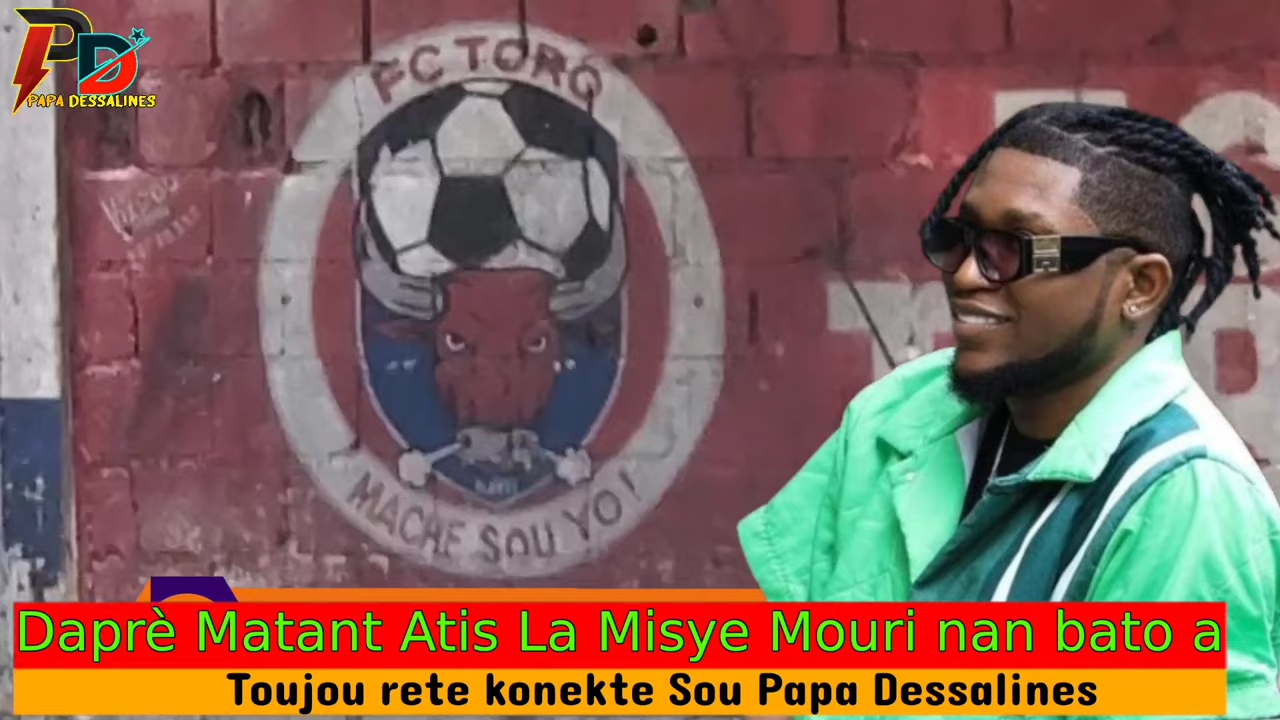 PD
PAPA DESSALINES
FC TORO
MACHE SOU YO!
Daprè Matant Atis La Misye Mouri nan bato a
Toujou rete konekte Sou Papa Dessalines